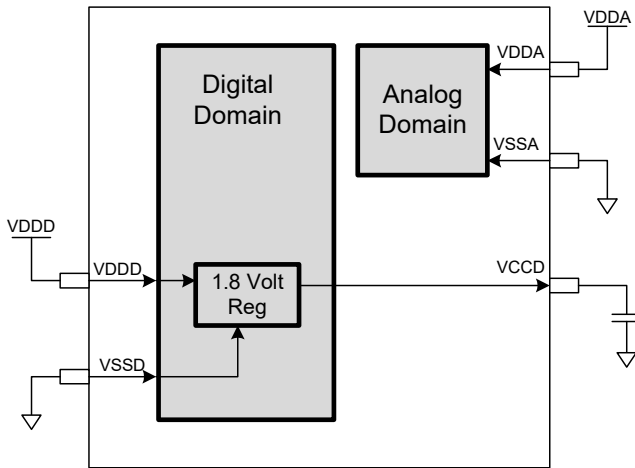 VDDA
VDDA
Digital
Domain
Analog
Domain
VSSA
VDDD
VDDD
VCCD
1.8 Volt
Reg
VSSD